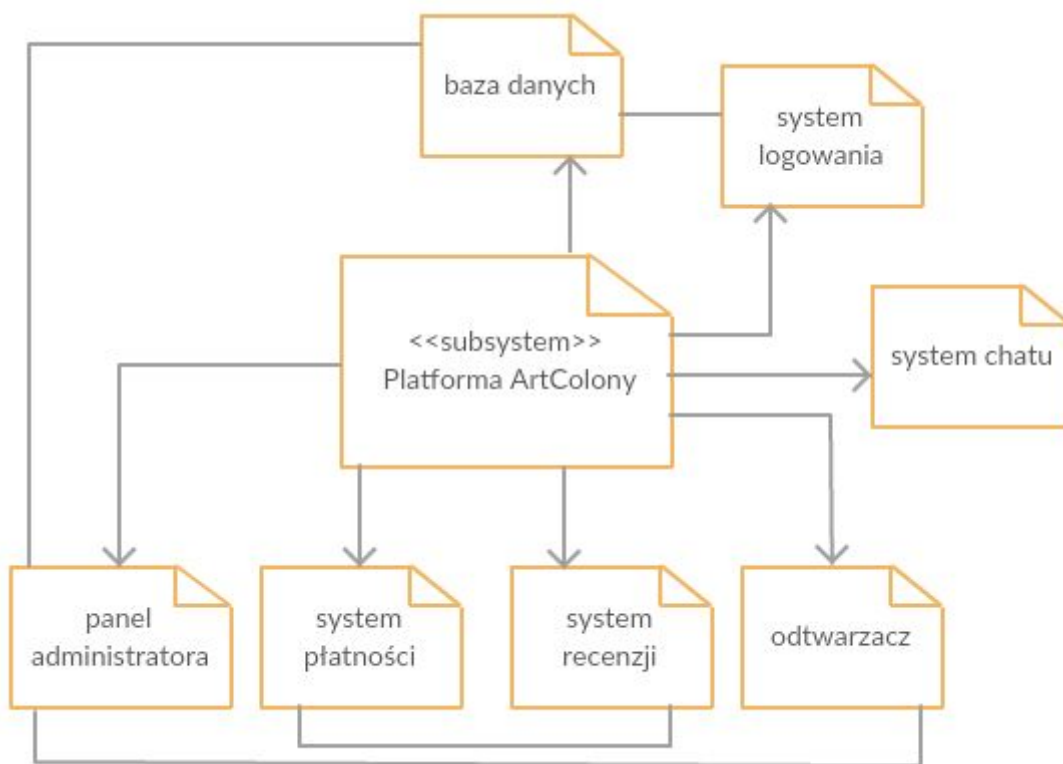 baza danych
system
logowania
<<subsystem>>
Platforma ArtColony
system chatu
panel
administratora
system
płatności
system
recenzji
odtwarzacz